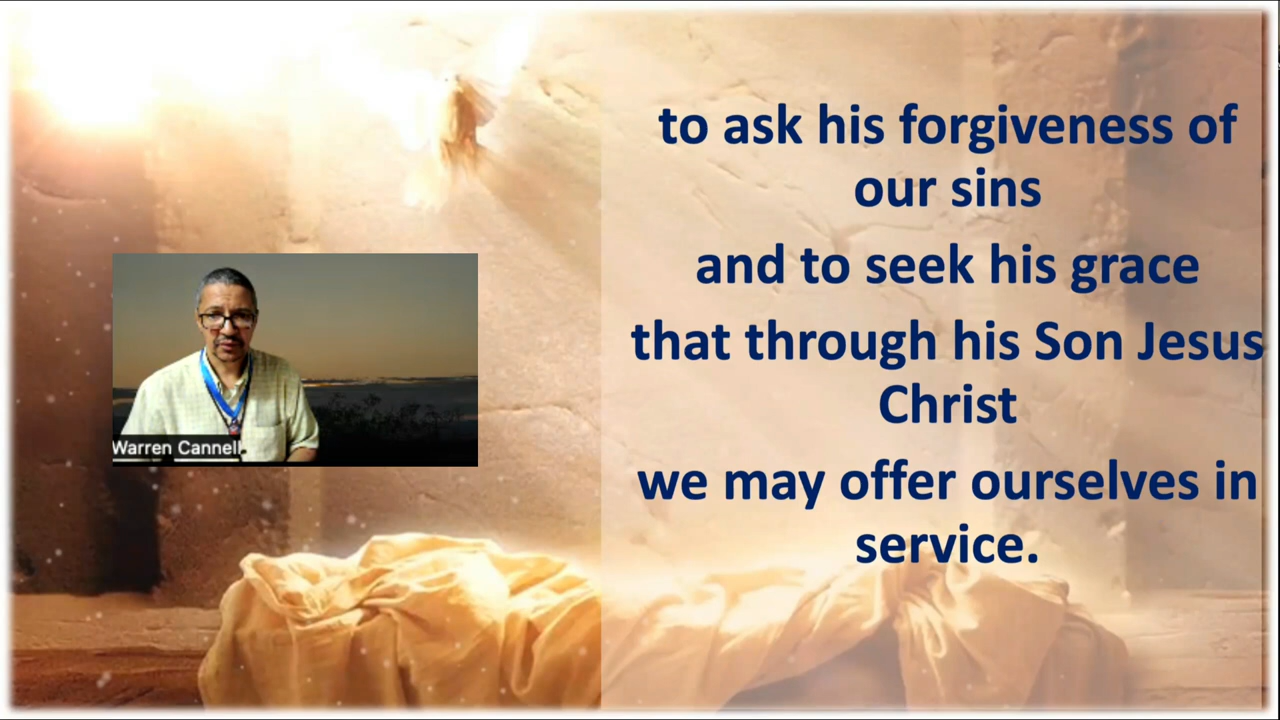 to ask his forgiveness of
our sins
and to seek his grace
that through his Son Jesus
Christ
we may offer ourselves in
service.
Warren Cannell